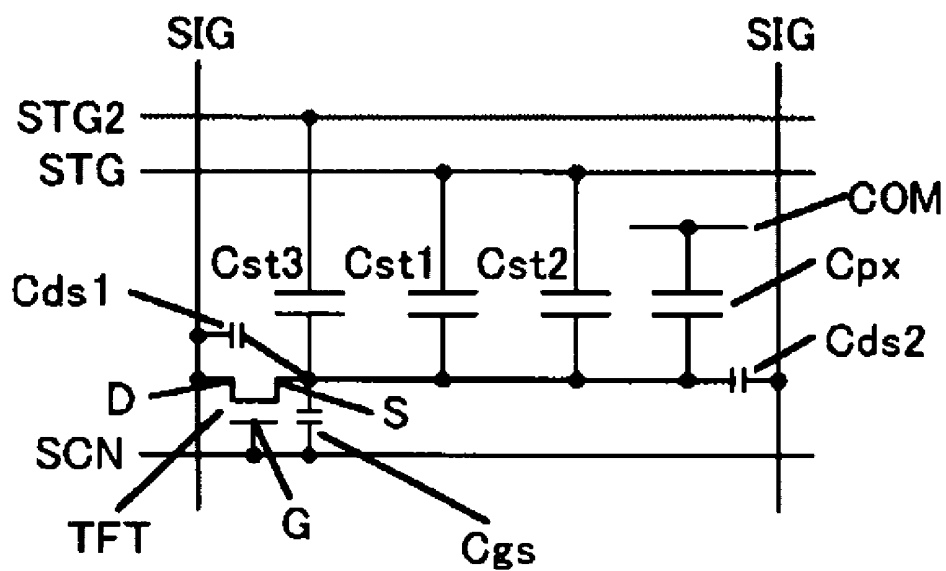 SIG SIG
STG2
STG
COM
Cst3 Cst1 Cst2 Cpx
Cds1
Cds2
D S
SCN
TFT G Cgs